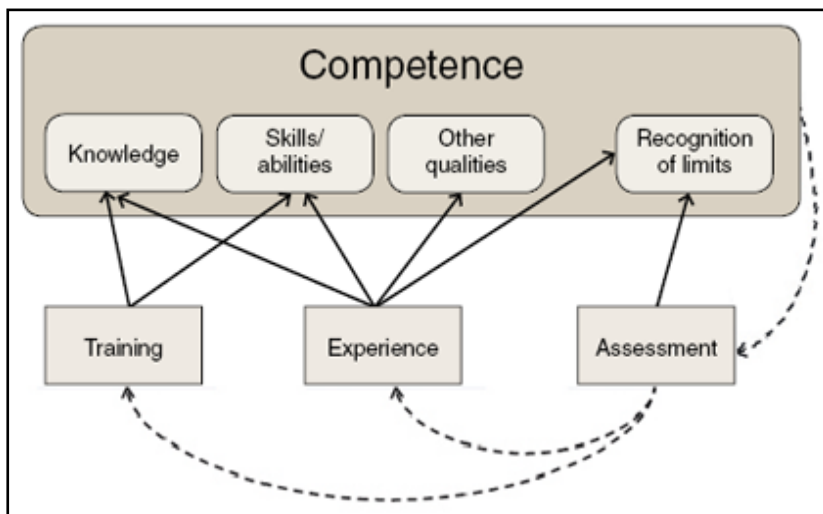 Competence
Knowledge
Skills/
abilities
Other
qualities
Recognition
of limits
Training
Experience
Assessment